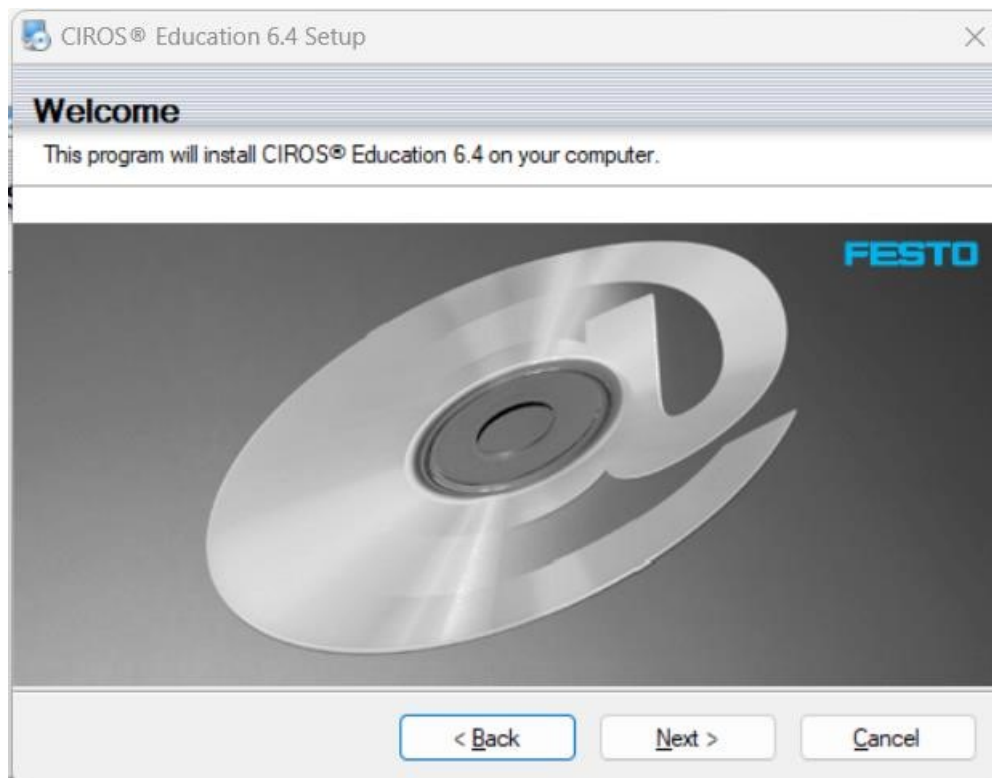 CIROS® Education 6.4 Setup
Welcome
This program will install CIROS® Education 6.4 on your computer.
FESTO
< Back
Next >
Cancel